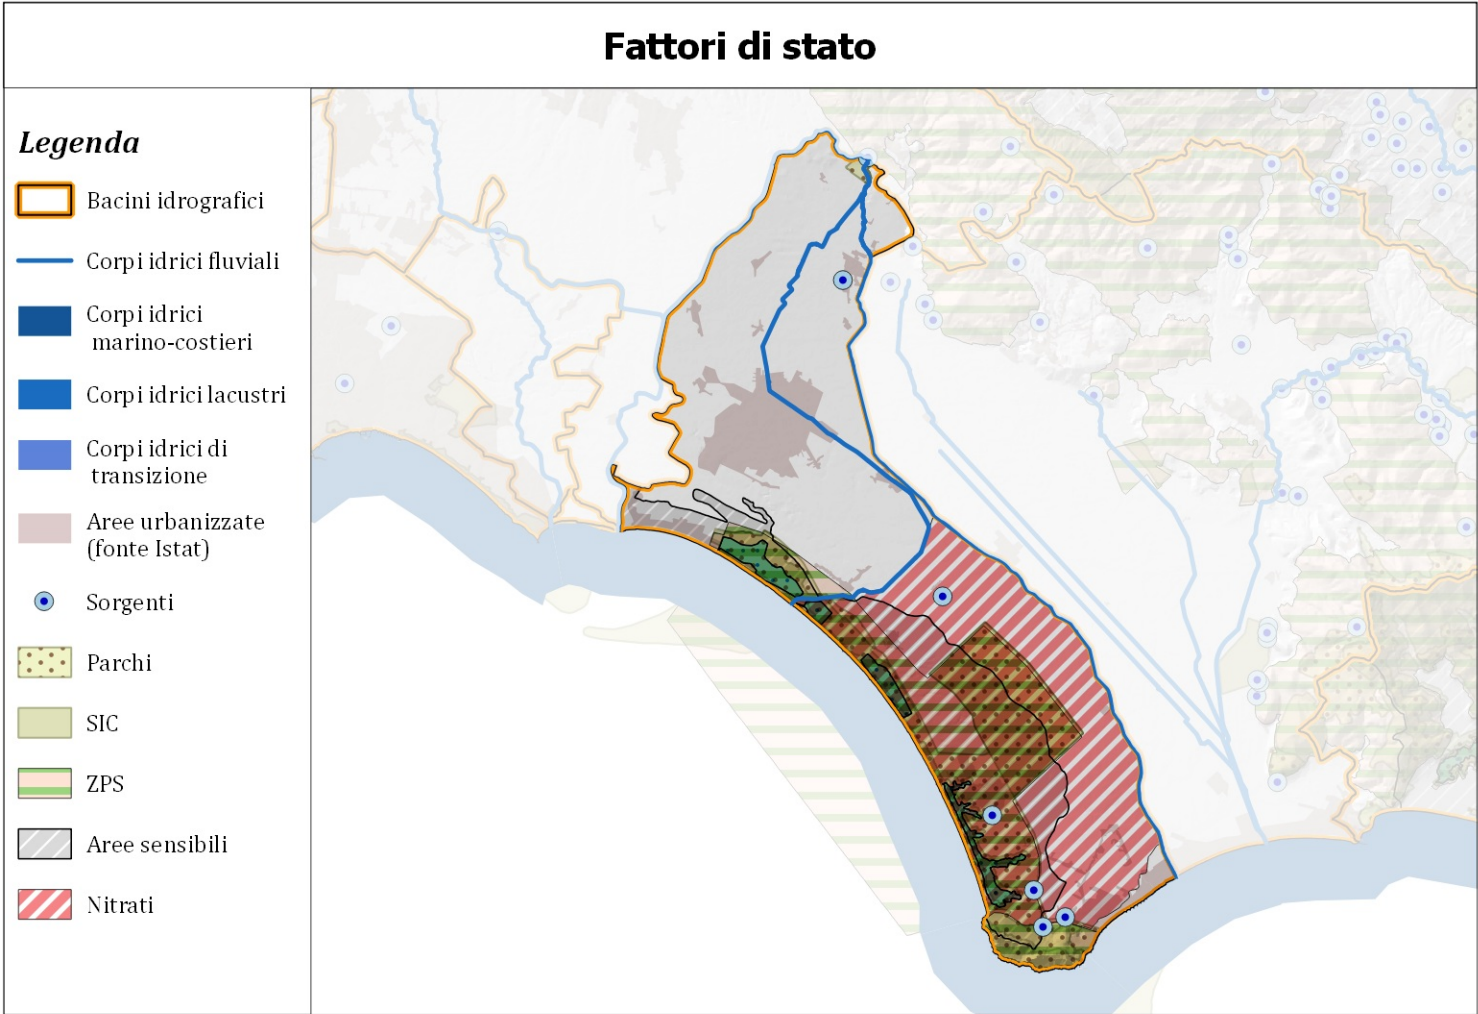 Fattori di stato
Legenda
Bacini idrografici
Corpi idrici fluviali
Corpi idrici
marino-costieri
Corpi idrici lacustri
Corpi idrici di
transizione
Aree urbanizzate
(fonte Istat)
Sorgenti
Parchi
SIC
ZPS
Aree sensibili
Nitrati